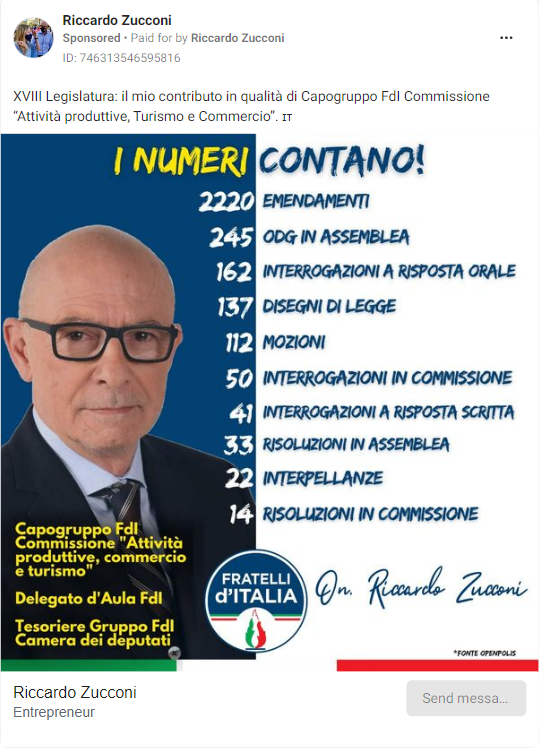 Riccardo Zucconi
Sponsored • Paid for by Riccardo Zucconi
ID: 746313546595816
XVIII Legislatura: il mio contributo in qualità di Capogruppo FdI Commissione
“Attività produttive, Turismo e Commercio”. IT
I NUMERI CONTANO!
2220 EMENDAMENTI
245 ODG IN ASSEMBLEA
162 INTERROGAZIONI A RISPOSTA ORALE
137 DISEGNI DI LEGGE
112 MOZIONI
50 INTERROGAZIONI IN COMMISSIONE
41 INTERROGAZIONI A RISPOSTA SCRITTA
33 RISOLUZIONI IN ASSEMBLEA
22 INTERPELLANZE
14 RISOLUZIONI IN COMMISSIONE
Capogruppo FdI
Commissione "Attività
produttive, commercio
e turismo"
Delegato d'Aula FdI
Tesoriere Gruppo FdI
Camera dei deputati
FRATELLI
d'ITALIA
On. Riccardo Zucconi
*FONTE OPENPOLIS
Riccardo Zucconi
Entrepreneur
Send messa...